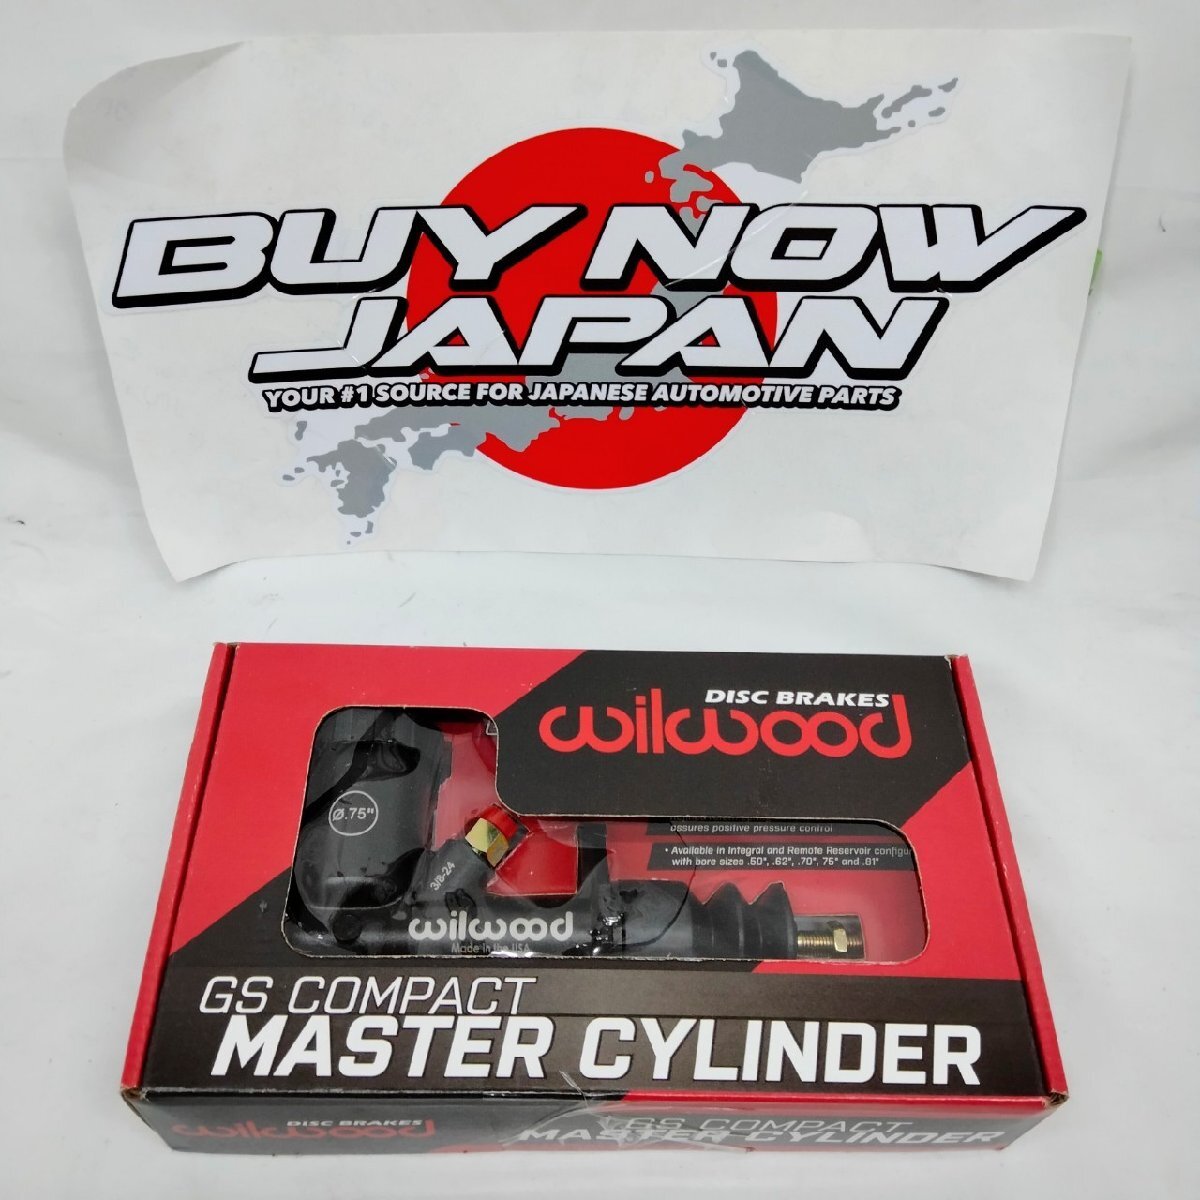 BUY NOW
JAPAN
YOUR #1 SOURCE FOR JAPANESE AUTOMOTIVE PARTS
DISC BRAKES
wilwood
Ø.75"
assures positive pressure control
• Available in Integral and Remote Reservoir configu
with bore sizes .50", .62", .70", 75" and .81"
3/8-24
wilwood
Made in the USA
GS COMPACT
MASTER CYLINDER
DISC BRAKES
wilwood
GS COMPACT
MASTER CYLINDER